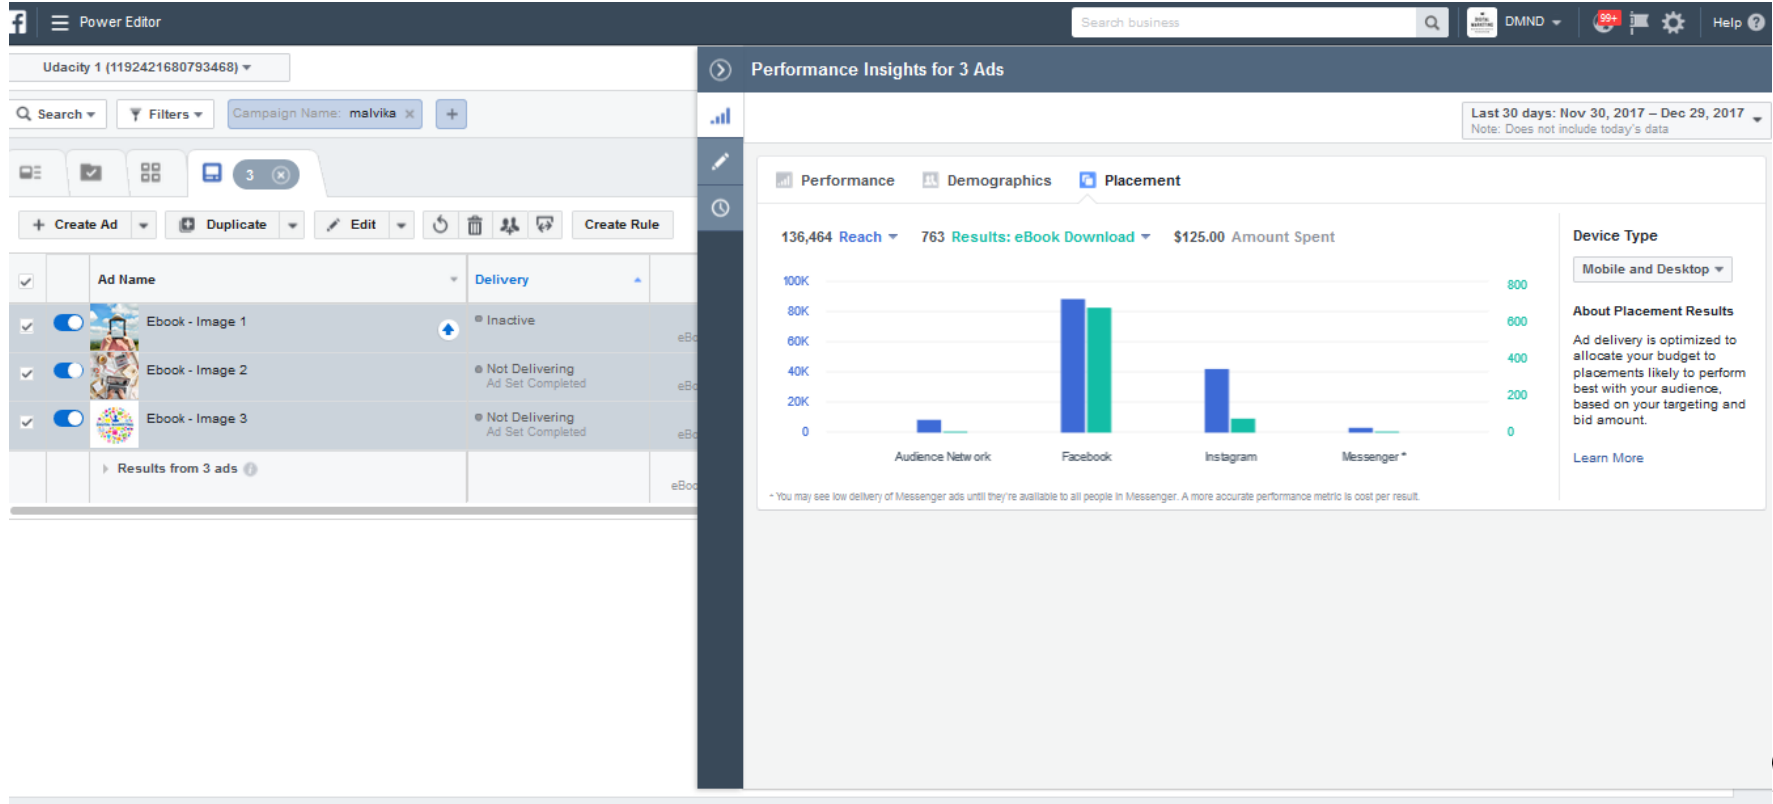 f
Power Editor
Search business
DMND
99+
Help
Udacity 1 (1192421680793468)
Performance Insights for 3 Ads
Search
Filters
Campaign Name: malvika
Last 30 days: Nov 30, 2017 – Dec 29, 2017
Note: Does not include today's data
3
Performance
Demographics
Placement
Create Ad
Duplicate
Edit
Create Rule
136,464 Reach
763 Results: eBook Download
$125.00 Amount Spent
Device Type
Mobile and Desktop
Ad Name
Delivery
Ebook - Image 1
Inactive
eBo
Ebook - Image 2
Not Delivering
Ad Set Completed
eBo
Ebook - Image 3
Not Delivering
Ad Set Completed
eBo
Results from 3 ads
eBoo
100K
80K
60K
40K
20K
0
800
600
400
200
0
Audience Network
Facebook
Instagram
Messenger *
* You may see low delivery of Messenger ads until they're available to all people in Messenger. A more accurate performance metric is cost per result.
About Placement Results
Ad delivery is optimized to
allocate your budget to
placements likely to perform
best with your audience,
based on your targeting and
bid amount.
Learn More